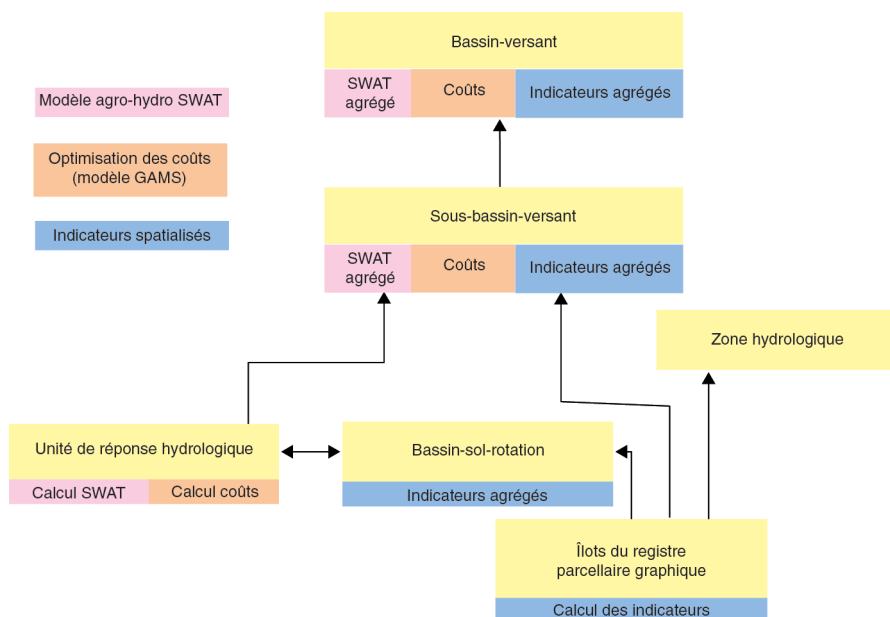 Bassin-versant
SWAT
agrégé
Coûts
Indicateurs agrégés
Modèle agro-hydro SWAT
Optimisation des coûts
(modèle GAMS)
Indicateurs spatialisés
Sous-bassin-versant
SWAT
agrégé
Coûts
Indicateurs agrégés
Zone hydrologique
Unité de réponse hydrologique
Calcul SWAT
Calcul coûts
Bassin-sol-rotation
Indicateurs agrégés
Îlots du registre
parcellaire graphique
Calcul des indicateurs